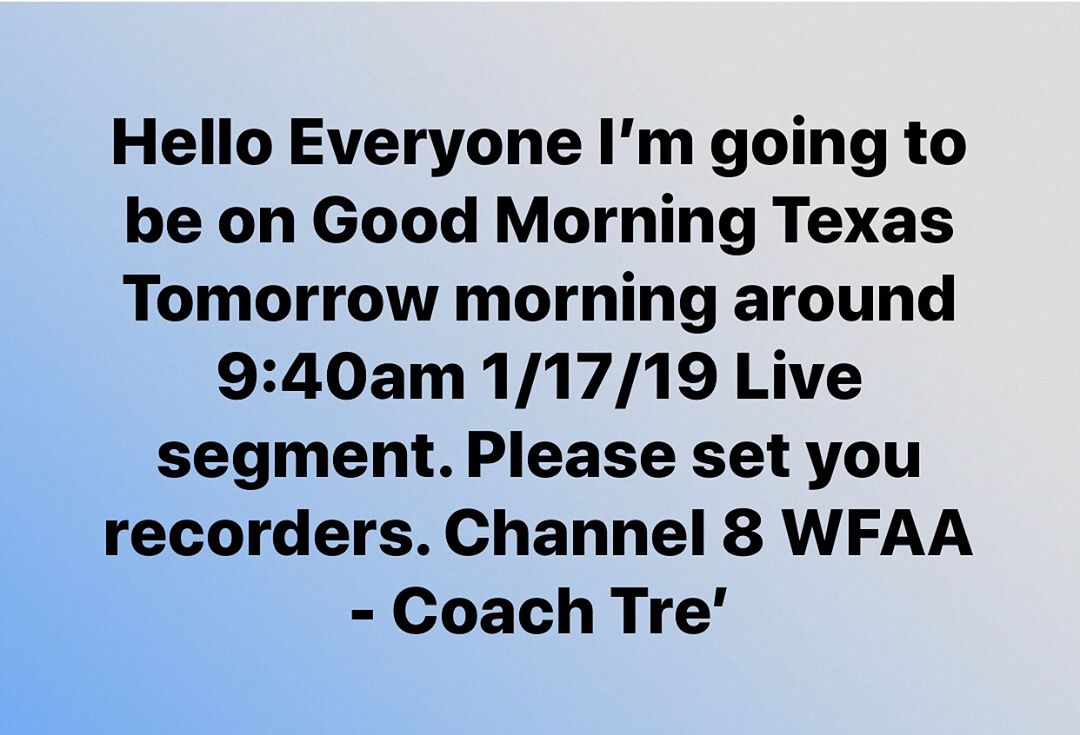 Hello Everyone I’m going to
be on Good Morning Texas
Tomorrow morning around
9:40am 1/17/19 Live
segment. Please set you
recorders. Channel 8 WFAA
- Coach Tre’